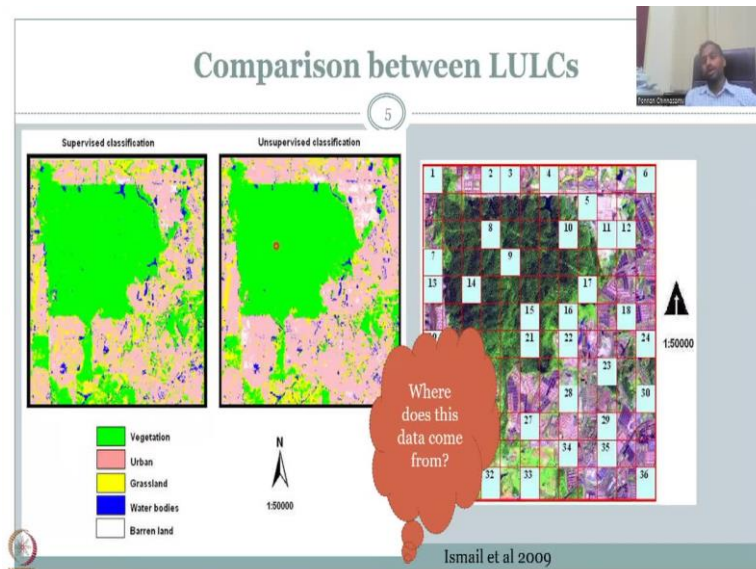 Comparison between LULCs
5
Supervised classification
Unsupervised classification
Vegetation
Urban
Grassland
Water bodies
Barren land
N
1:50000
1 2 3 4 6
5
8 10 11 12
7 9
13 14 17
15 16 18
21 22 24
23
28 30
27 29
34 35
32 33 36
1:50000
Where
does this
data come
from?
Ismail et al 2009